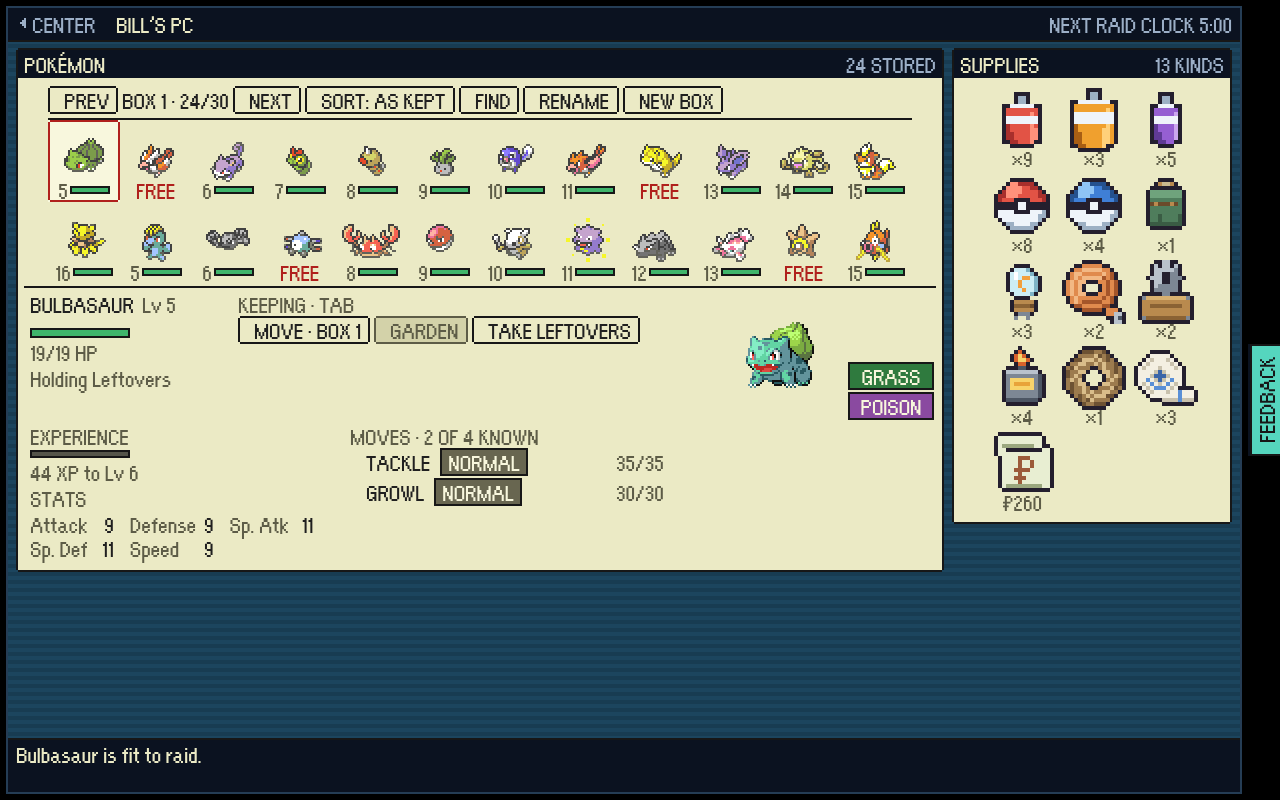 CENTER BILL'S PC NEXT RAID CLOCK 5:00
POKÉMON 24 STORED
PREV BOX 1 · 24/30 NEXT SORT: AS KEPT FIND RENAME NEW BOX
5 FREE 6 7 8 9 10 11 FREE 13 14 15
16 5 6 FREE 8 9 10 11 12 13 FREE 15
BULBASAUR Lv 5
19/19 HP
Holding Leftovers
KEEPING · TAB
MOVE · BOX 1 GARDEN TAKE LEFTOVERS
GRASS
POISON
EXPERIENCE
44 XP to Lv 6
STATS
Attack 9 Defense 9 Sp. Atk 11
Sp. Def 11 Speed 9
MOVES · 2 OF 4 KNOWN
TACKLE NORMAL 35/35
GROWL NORMAL 30/30
SUPPLIES 13 KINDS
×9 ×3 ×5
×8 ×4 ×1
×3 ×2 ×2
×4 ×1 ×3
₽
₽260
FEEDBACK
Bulbasaur is fit to raid.